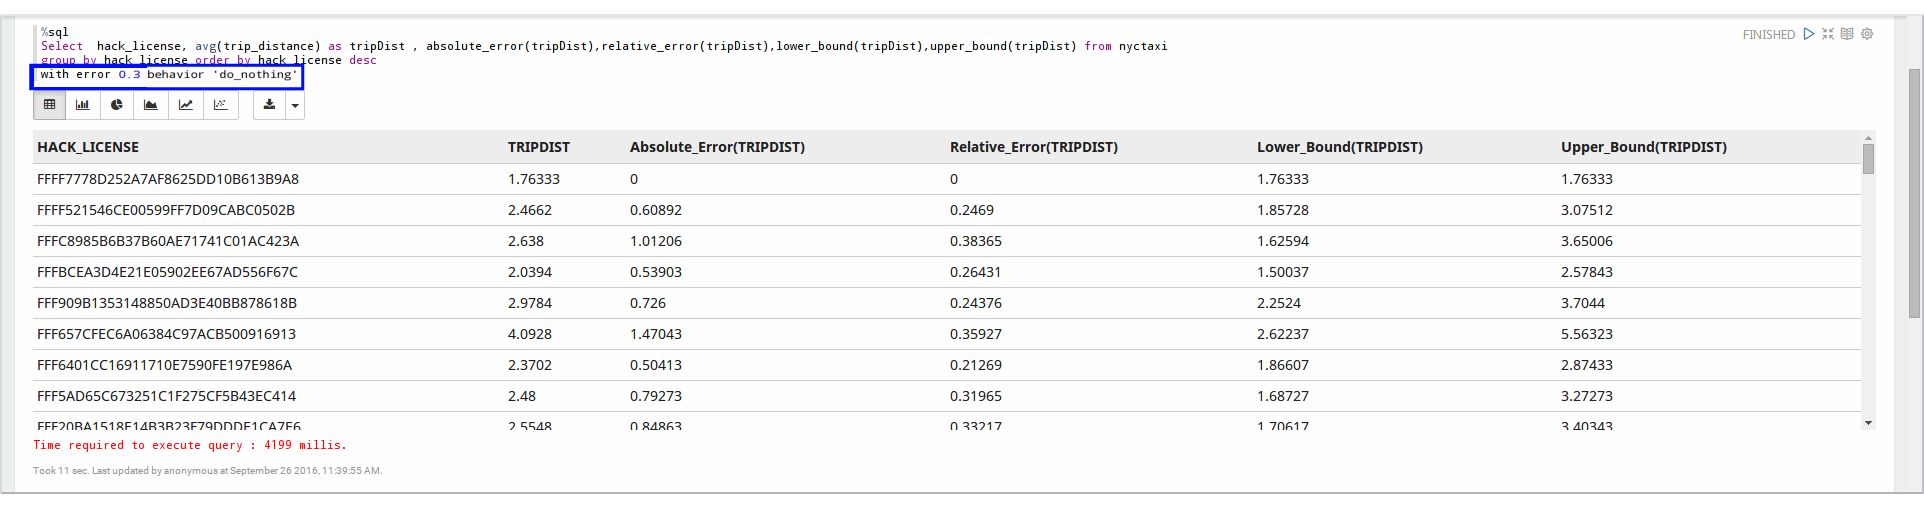 %sql
Select hack_license, avg(trip_distance) as tripDist , absolute_error(tripDist),relative_error(tripDist),lower_bound(tripDist),upper_bound(tripDist) from nyctaxi
group by hack_license order by hack_license desc
with error 0.3 behavior 'do_nothing'
FINISHED
HACK_LICENSE TRIPDIST Absolute_Error(TRIPDIST) Relative_Error(TRIPDIST) Lower_Bound(TRIPDIST) Upper_Bound(TRIPDIST)
FFFF7778D252A7AF8625DD10B613B9A8 1.76333 0 0 1.76333 1.76333
FFFF521546CE00599FF7D09CABC0502B 2.4662 0.60892 0.2469 1.85728 3.07512
FFFC8985B6B37B60AE71741C01AC423A 2.638 1.01206 0.38365 1.62594 3.65006
FFFBCEA3D4E21E05902EE67AD556F67C 2.0394 0.53903 0.26431 1.50037 2.57843
FFF909B1353148850AD3E40BB878618B 2.9784 0.726 0.24376 2.2524 3.7044
FFF657CFEC6A06384C97ACB500916913 4.0928 1.47043 0.35927 2.62237 5.56323
FFF6401CC16911710E7590FE197E986A 2.3702 0.50413 0.21269 1.86607 2.87433
FFF5AD65C673251C1F275CF5B43EC414 2.48 0.79273 0.31965 1.68727 3.27273
FFF20BA1518E14B3B23F79DDDE1CA7F6 2.5548 0.84863 0.33217 1.70617 3.40343
Time required to execute query : 4199 millis.
Took 11 sec. Last updated by anonymous at September 26 2016, 11:39:55 AM.